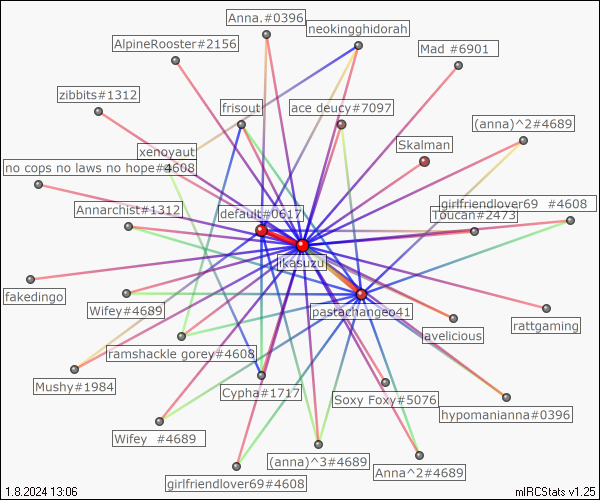 Anna.#0396
neokingghidorah
AlpineRooster#2156
Mad #6901
zibbits#1312
frisout
ace deucy#7097
(anna)^2#4689
xenoyaut
Skalman
no cops no laws no hope#4608
girlfriendlover69 #4608
Annarchist#1312
default#0617
Toucan#2473
ikasuzu
fakedingo
Wifey#4689
pastachangeo41
rattgaming
lavelicious
ramshackle gorey#4608
Mushy#1984
Cypha#1717
Soxy Foxy#5076
hypomanianna#0396
Wifey #4689
(anna)^3#4689
Anna^2#4689
girlfriendlover69#4608
1.8.2024 13:06
mIRCStats v1.25